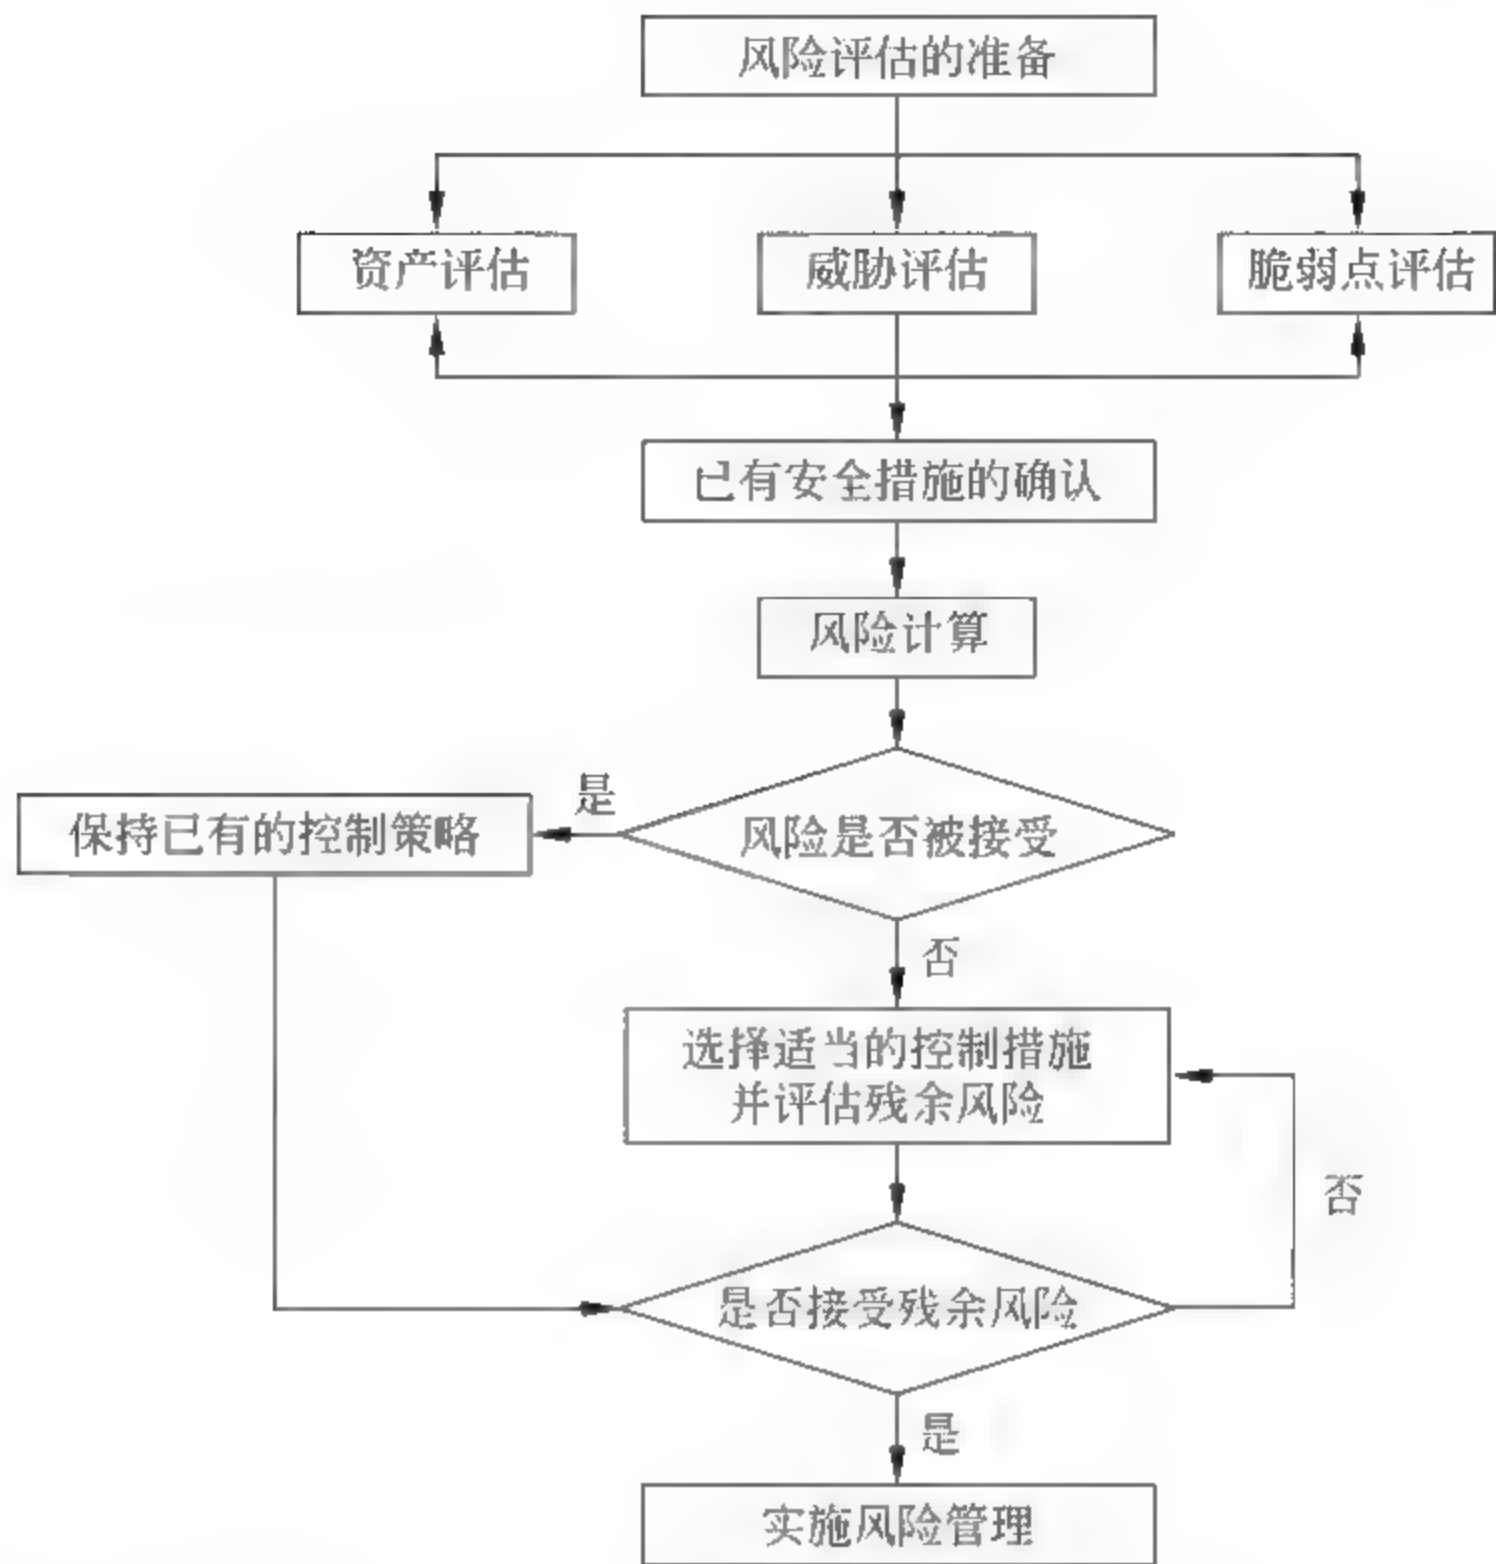 风险评估的准备
资产评估
威胁评估
脆弱点评估
已有安全措施的确认
风险计算
是
保持已有的控制策略
风险是否被接受
否
选择适当的控制措施
并评估残余风险
否
是否接受残余风险
是
实施风险管理